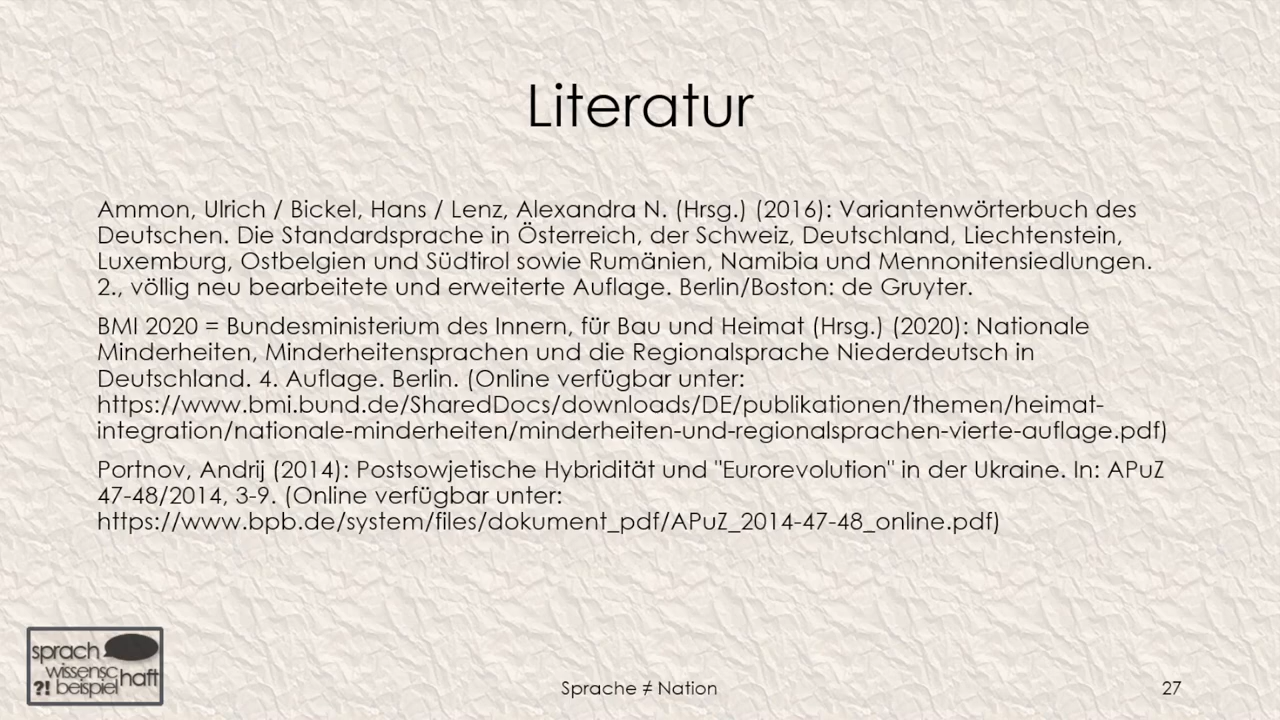 Literatur
Ammon, Ulrich / Bickel, Hans / Lenz, Alexandra N. (Hrsg.) (2016): Variantenwörterbuch des
Deutschen. Die Standardsprache in Österreich, der Schweiz, Deutschland, Liechtenstein,
Luxemburg, Ostbelgien und Südtirol sowie Rumänien, Namibia und Mennonitensiedlungen.
2., völlig neu bearbeitete und erweiterte Auflage. Berlin/Boston: de Gruyter.
BMI 2020 = Bundesministerium des Innern, für Bau und Heimat (Hrsg.) (2020): Nationale
Minderheiten, Minderheitensprachen und die Regionalsprache Niederdeutsch in
Deutschland. 4. Auflage. Berlin. (Online verfügbar unter:
https://www.bmi.bund.de/SharedDocs/downloads/DE/publikationen/themen/heimat-
integration/nationale-minderheiten/minderheiten-und-regionalsprachen-vierte-auflage.pdf)
Portnov, Andrij (2014): Postsowjetische Hybridität und "Eurorevolution" in der Ukraine. In: APuZ
47-48/2014, 3-9. (Online verfügbar unter:
https://www.bpb.de/system/files/dokument_pdf/APuZ_2014-47-48_online.pdf)
sprach
wissensc
haft
?! beispiel
Sprache ≠ Nation
27